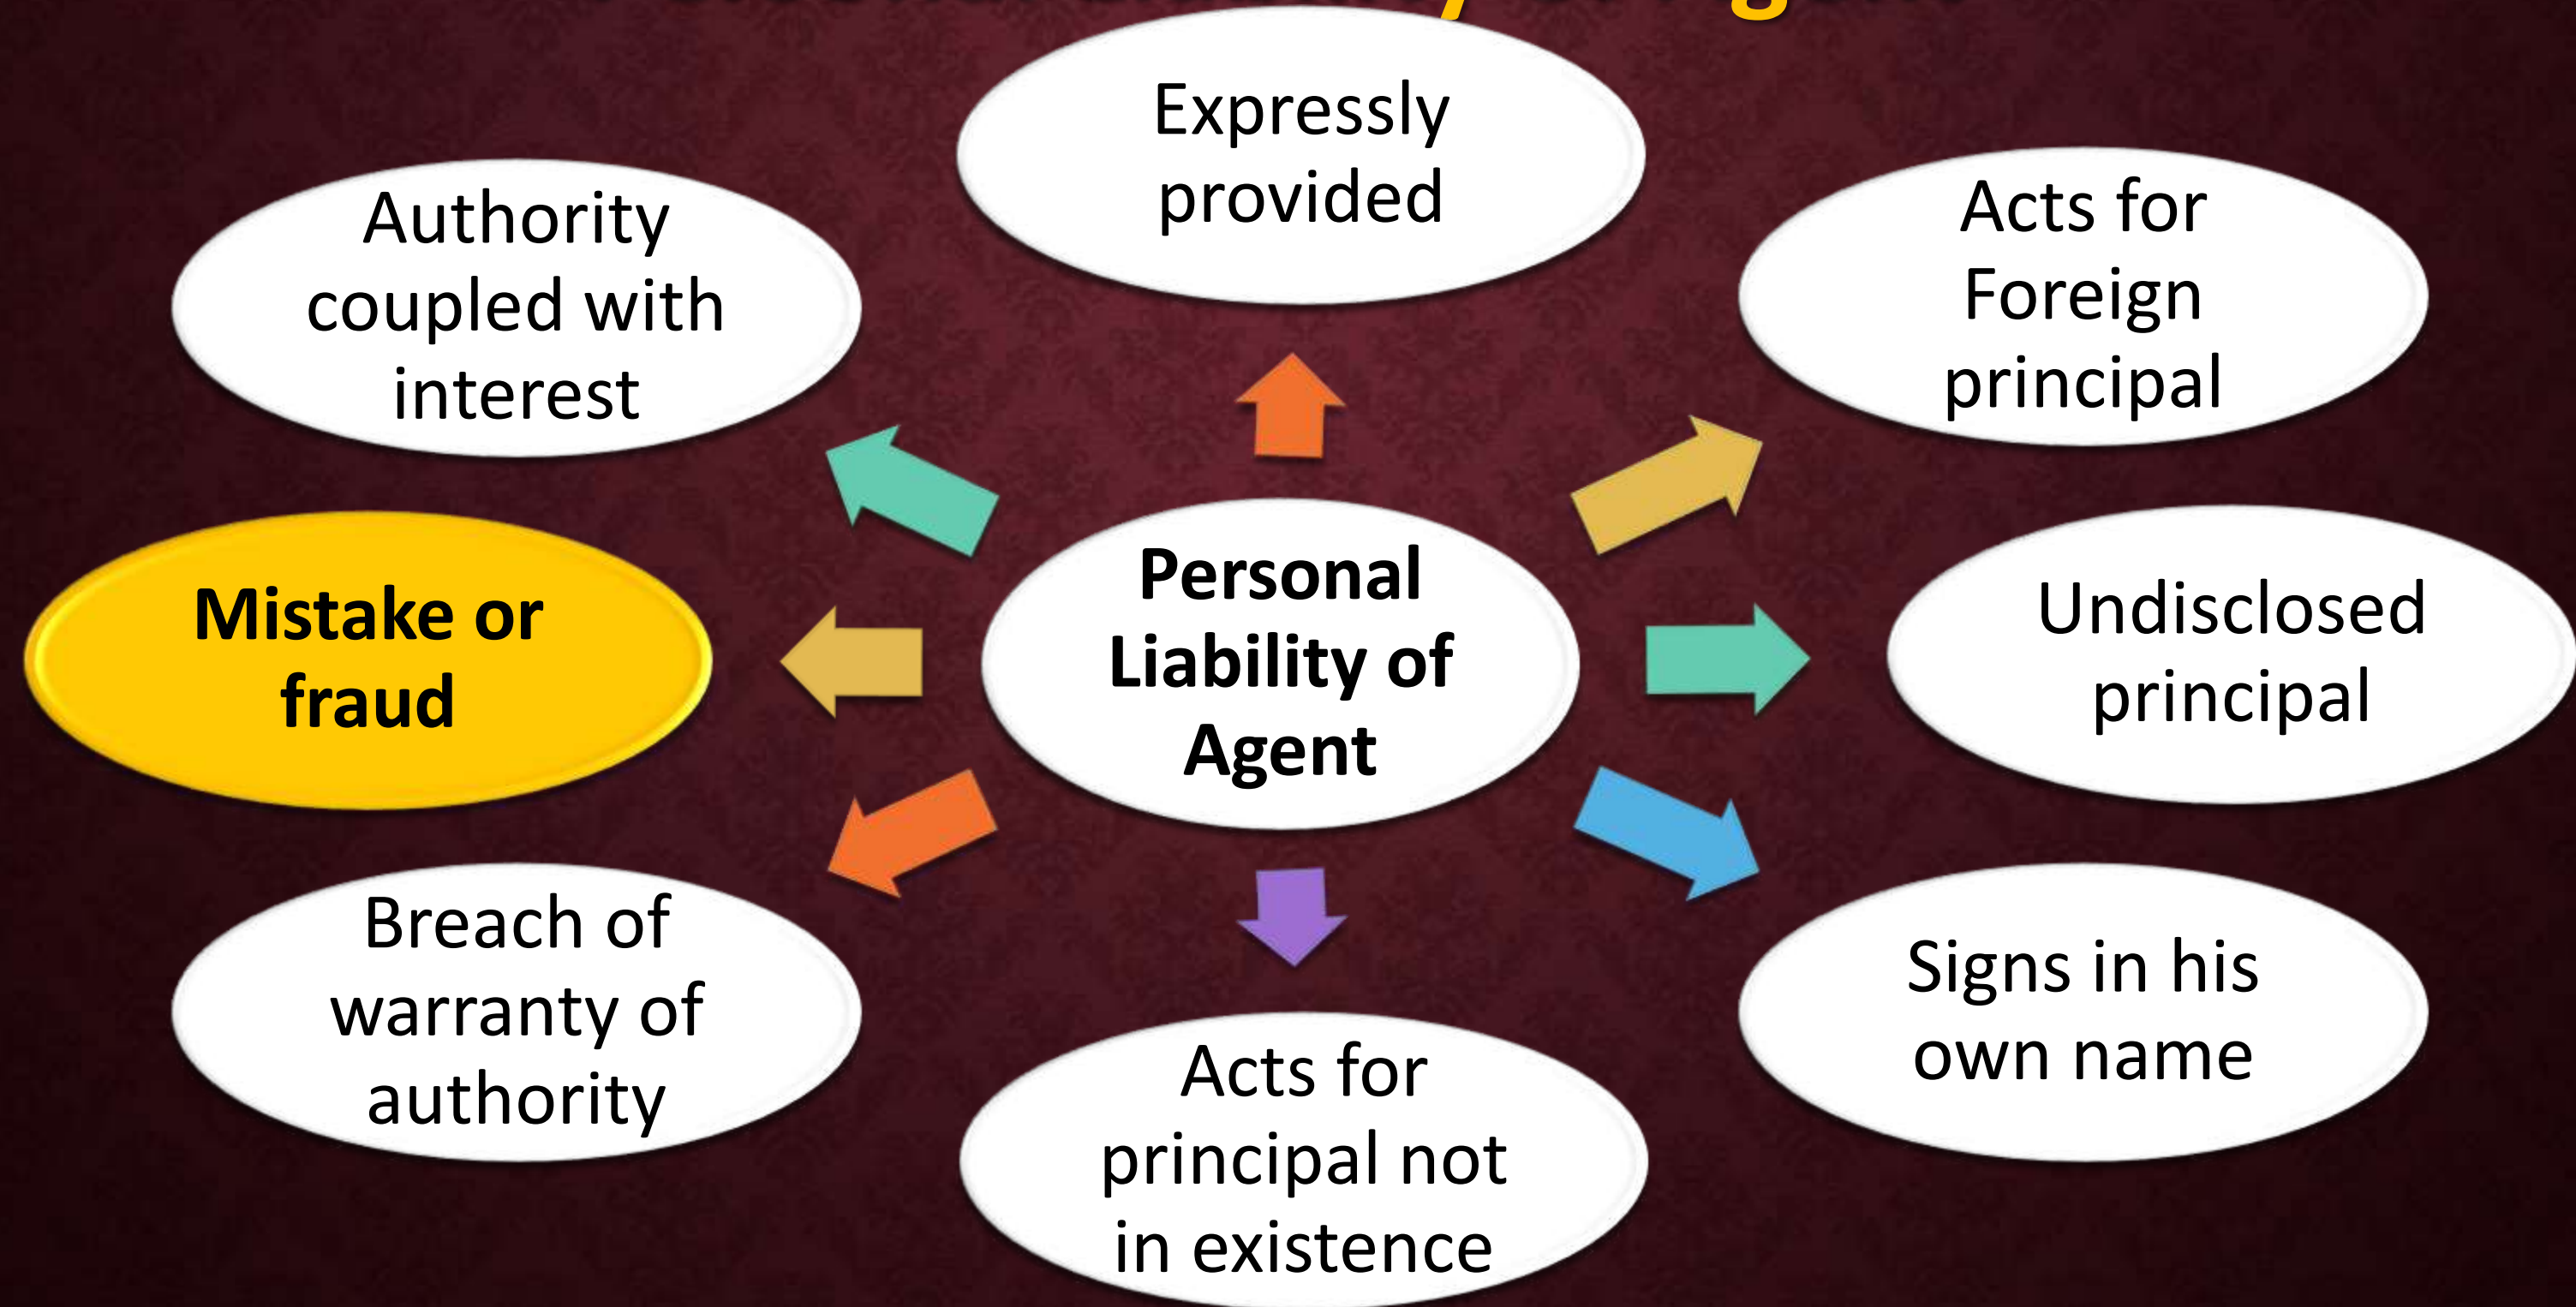 Expressly
provided
Authority
coupled with
interest
Acts for
Foreign
principal
Mistake or
fraud
Personal
Liability of
Agent
Undisclosed
principal
Breach of
warranty of
authority
Acts for
principal not
in existence
Signs in his
own name